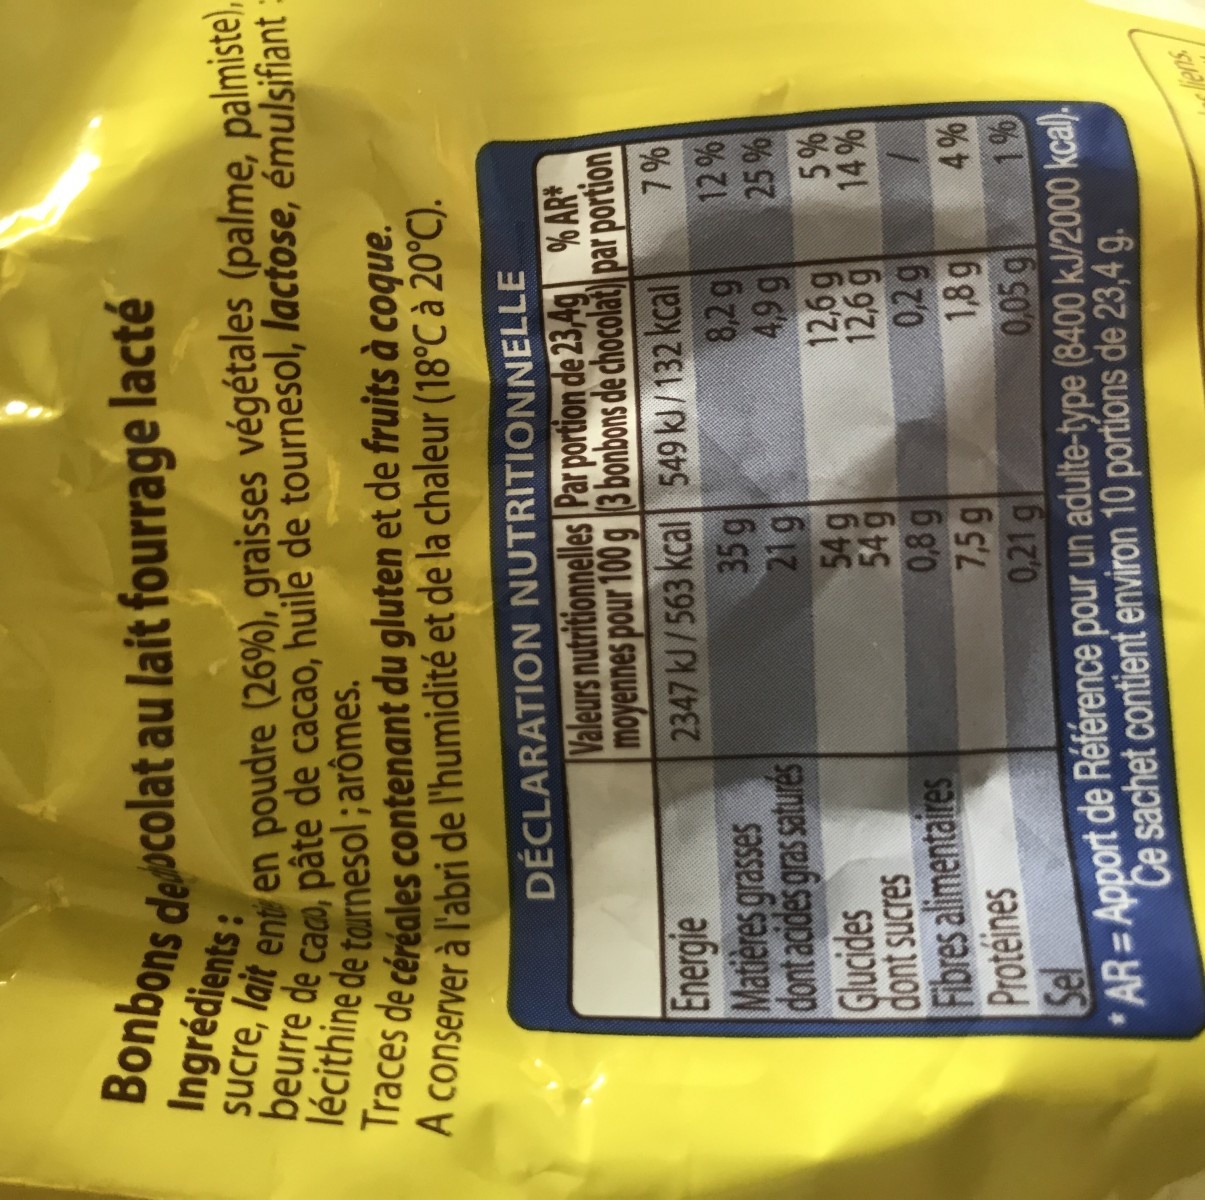 Bonbons de chocolat au lait fourrage lacté
Ingrédients :
sucre, lait en poudre (26%), graisses végétales (palme, palmiste),
beurre de cacao, pâte de cacao, huile de tournesol, lactose, émulsifiant :
lécithine de tournesol ; arômes.
Traces de céréales contenant du gluten et de fruits à coque.
A conserver à l'abri de l'humidité et de la chaleur (18°C à 20°C).
DÉCLARATION NUTRITIONNELLE
Valeurs nutritionnelles Par portion de 23,4g % AR*
moyennes pour 100 g (3 bonbons de chocolat) par portion
Energie 2347 kJ / 563 kcal 549 kJ / 132 kcal 7 %
Matières grasses 35 g 8,2 g 12 %
dont acides gras saturés 21 g 4,9 g 25 %
Glucides 54 g 12,6 g 5 %
dont sucres 54 g 12,6 g 14 %
Fibres alimentaires 0,8 g 0,2 g /
Protéines 7,5 g 1,8 g 4 %
Sel 0,21 g 0,05 g 1 %
* AR = Apport de Référence pour un adulte-type (8400 kJ/2000 kcal).
Ce sachet contient environ 10 portions de 23,4 g.
liens.